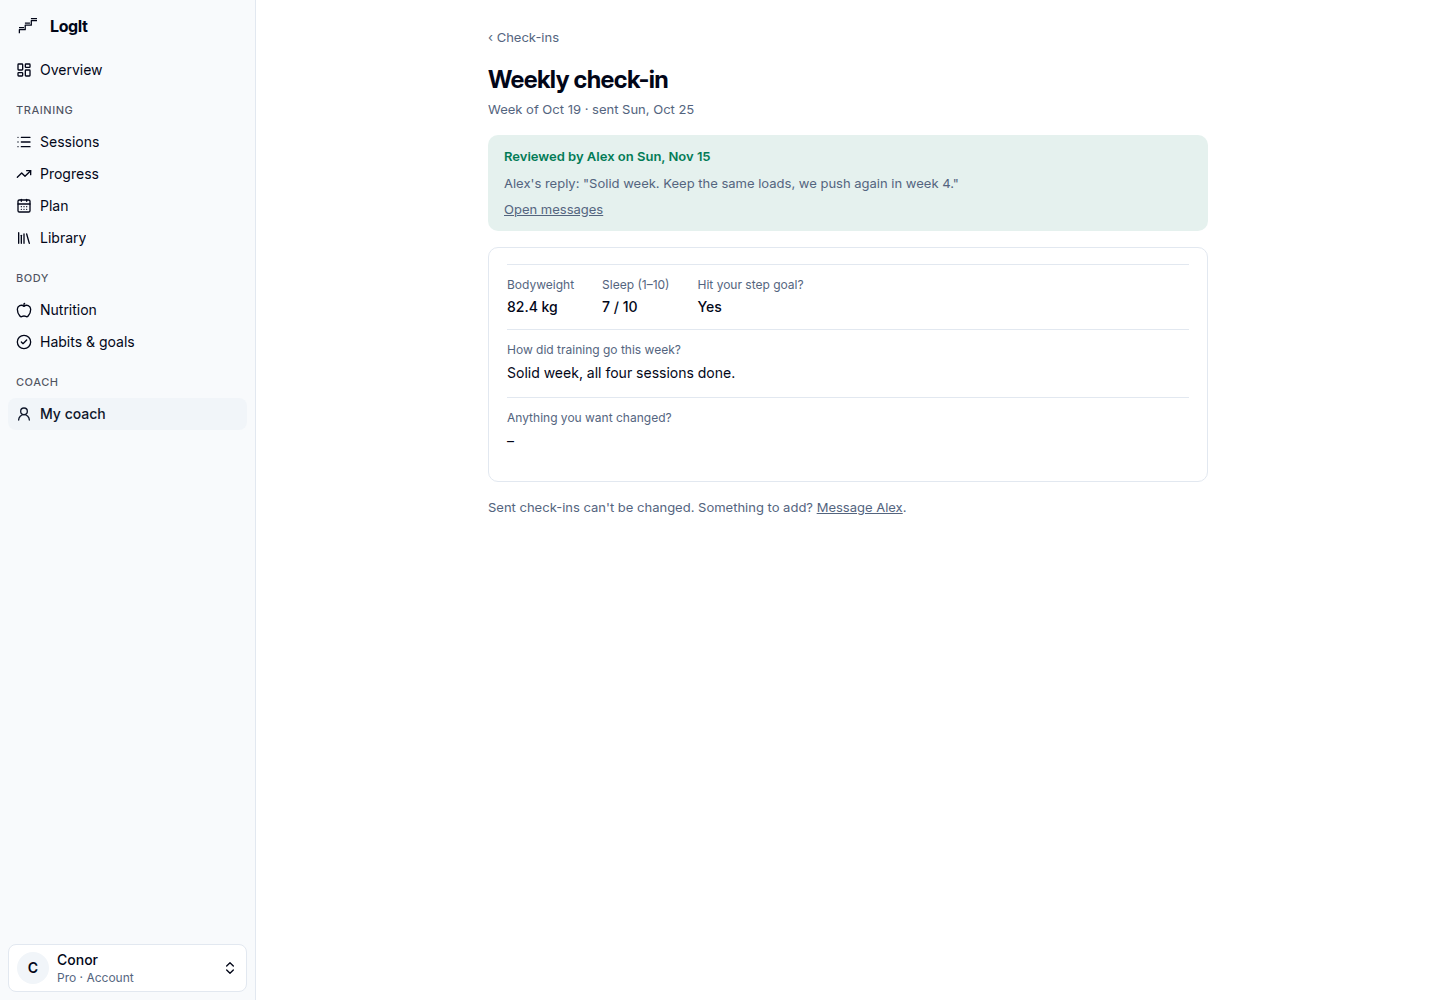 LogIt
Overview
TRAINING
Sessions
Progress
Plan
Library
BODY
Nutrition
Habits & goals
COACH
My coach
C
Conor
Pro · Account
‹ Check-ins
Weekly check-in
Week of Oct 19 · sent Sun, Oct 25
Reviewed by Alex on Sun, Nov 15
Alex's reply: "Solid week. Keep the same loads, we push again in week 4."
Open messages
Bodyweight
82.4 kg
Sleep (1–10)
7 / 10
Hit your step goal?
Yes
How did training go this week?
Solid week, all four sessions done.
Anything you want changed?
–
Sent check-ins can't be changed. Something to add? Message Alex.